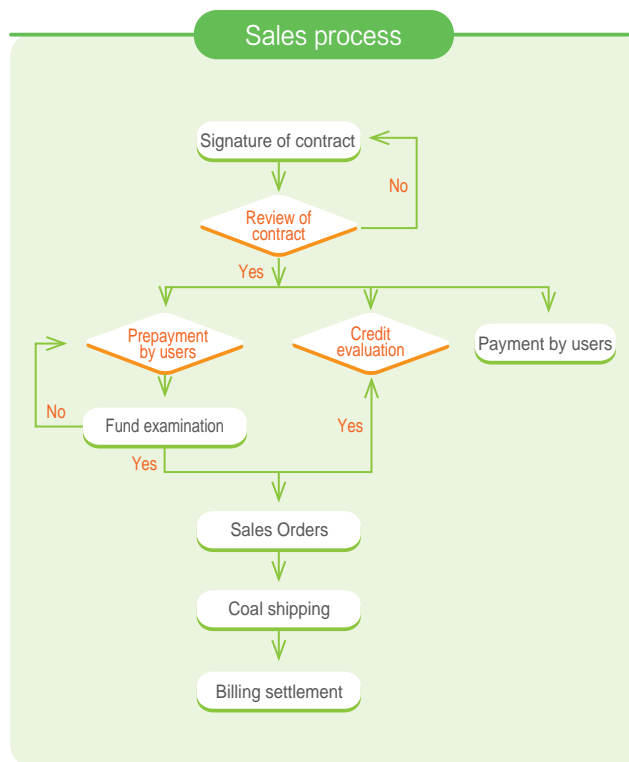 Sales process
Signature of contract
No
Review of
contract
Yes
Prepayment
by users
Credit
evaluation
Payment by users
No
Fund examination
Yes
Yes
Sales Orders
Coal shipping
Billing settlement